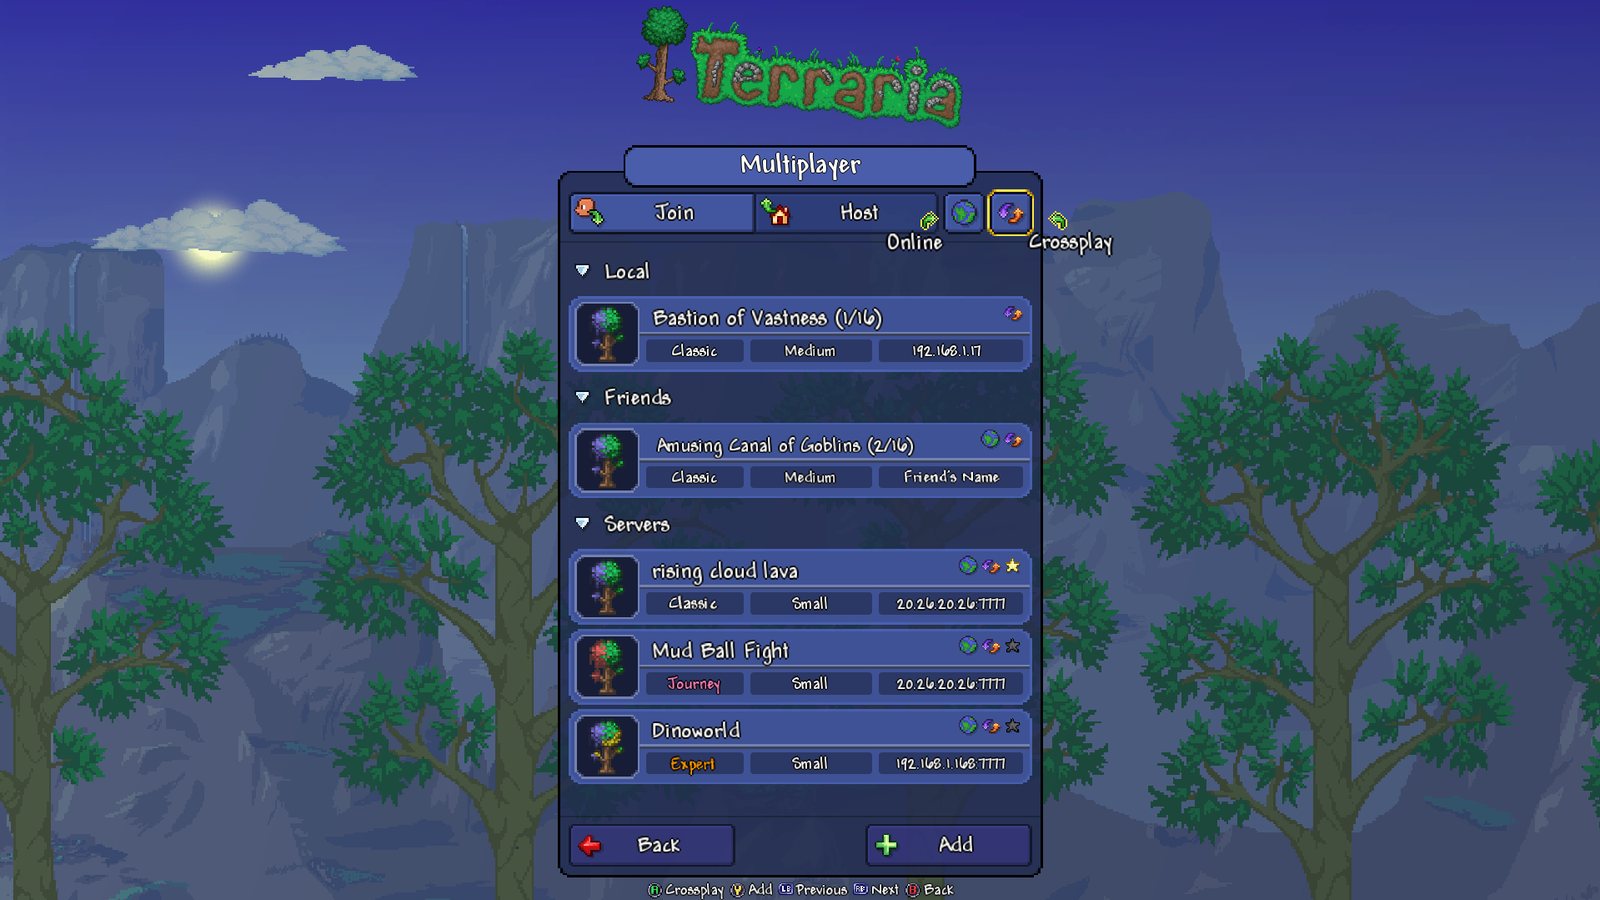 Terraria
Multiplayer
Join Host
Online Crossplay
Local
Bastion of Vastness (1/16)
Classic Medium 192.168.1.17
Friends
Amusing Canal of Goblins (2/16)
Classic Medium Friend's Name
Servers
rising cloud lava
Classic Small 20.26.20.26:7777
Mud Ball Fight
Journey Small 20.26.20.26:7777
Dinoworld
Expert Small 192.168.1.168:7777
Back Add
A Crossplay Y Add LB Previous RB Next B Back